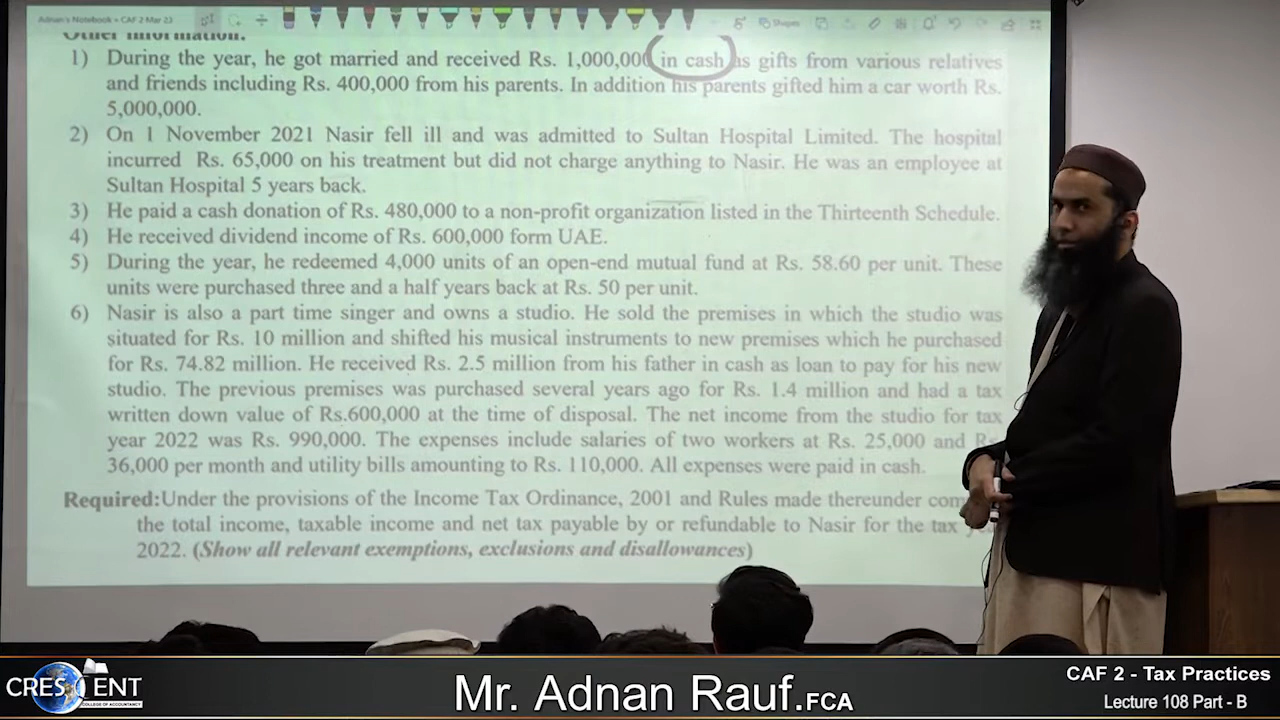 Adnan's Notebook » CAF 2 Mar 23
Shapes
Other information:
1) During the year, he got married and received Rs. 1,000,000 in cash as gifts from various relatives
and friends including Rs. 400,000 from his parents. In addition his parents gifted him a car worth Rs.
5,000,000.
2) On 1 November 2021 Nasir fell ill and was admitted to Sultan Hospital Limited. The hospital
incurred Rs. 65,000 on his treatment but did not charge anything to Nasir. He was an employee at
Sultan Hospital 5 years back.
3) He paid a cash donation of Rs. 480,000 to a non-profit organization listed in the Thirteenth Schedule.
4) He received dividend income of Rs. 600,000 form UAE.
5) During the year, he redeemed 4,000 units of an open-end mutual fund at Rs. 58.60 per unit. These
units were purchased three and a half years back at Rs. 50 per unit.
6) Nasir is also a part time singer and owns a studio. He sold the premises in which the studio was
situated for Rs. 10 million and shifted his musical instruments to new premises which he purchased
for Rs. 74.82 million. He received Rs. 2.5 million from his father in cash as loan to pay for his new
studio. The previous premises was purchased several years ago for Rs. 1.4 million and had a tax
written down value of Rs.600,000 at the time of disposal. The net income from the studio for tax
year 2022 was Rs. 990,000. The expenses include salaries of two workers at Rs. 25,000 and
36,000 per month and utility bills amounting to Rs. 110,000. All expenses were paid in cash.
Required:Under the provisions of the Income Tax Ordinance, 2001 and Rules made thereunder
the total income, taxable income and net tax payable by or refundable to Nasir for the tax
2022. (Show all relevant exemptions, exclusions and disallowances)
CRESCENT
COLLEGE OF ACCOUNTANCY
Mr. Adnan Rauf.FCA
CAF 2 - Tax Practices
Lecture 108 Part - B